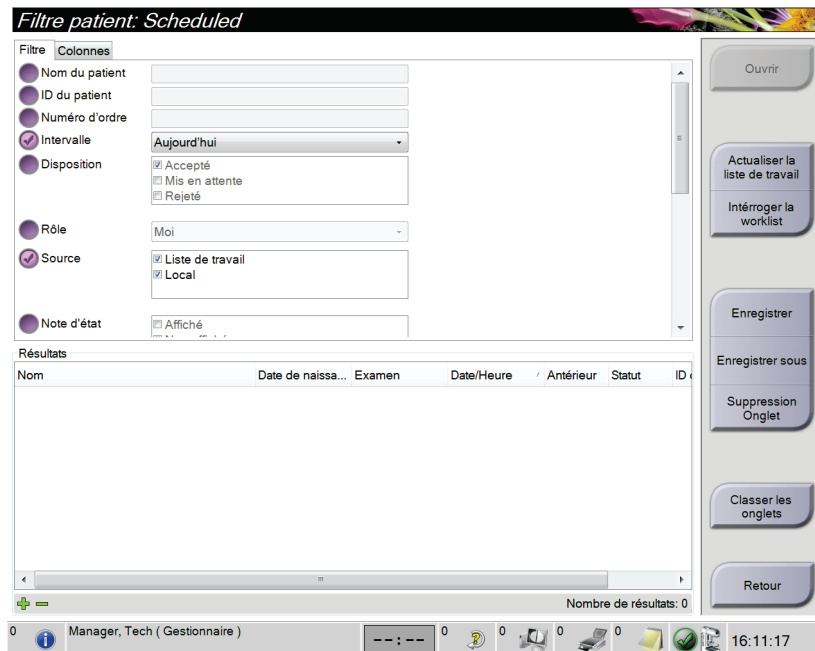 Filtre patient: Scheduled
Filtre Colonnes
Nom du patient
ID du patient
Numéro d'ordre
Intervalle Aujourd'hui
Disposition Accepté
Mis en attente
Rejeté
Rôle Moi
Source Liste de travail
Local
Note d'état Affiché
Résultats
Nom Date de naissa... Examen Date/Heure Antérieur Statut ID
Nombre de résultats: 0
Ouvrir
Actualiser la
liste de travail
Intérroger la
worklist
Enregistrer
Enregistrer sous
Suppression
Onglet
Classer les
onglets
Retour
0 Manager, Tech ( Gestionnaire ) --:-- 0 0 0 0 16:11:17